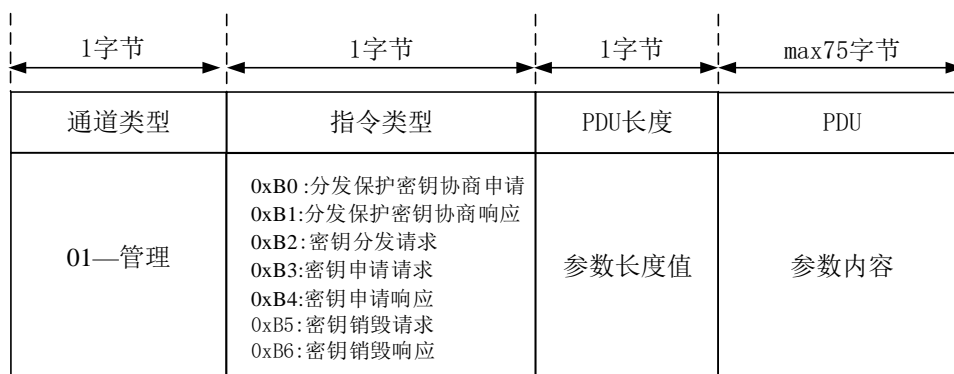 1字节 1字节 1字节 max75字节
通道类型 指令类型 PDU长度 PDU
01—管理
0xB0 :分发保护密钥协商申请
0xB1:分发保护密钥协商响应
0xB2:密钥分发请求
0xB3:密钥申请请求
0xB4:密钥申请响应
0xB5:密钥销毁请求
0xB6:密钥销毁响应
参数长度值
参数内容